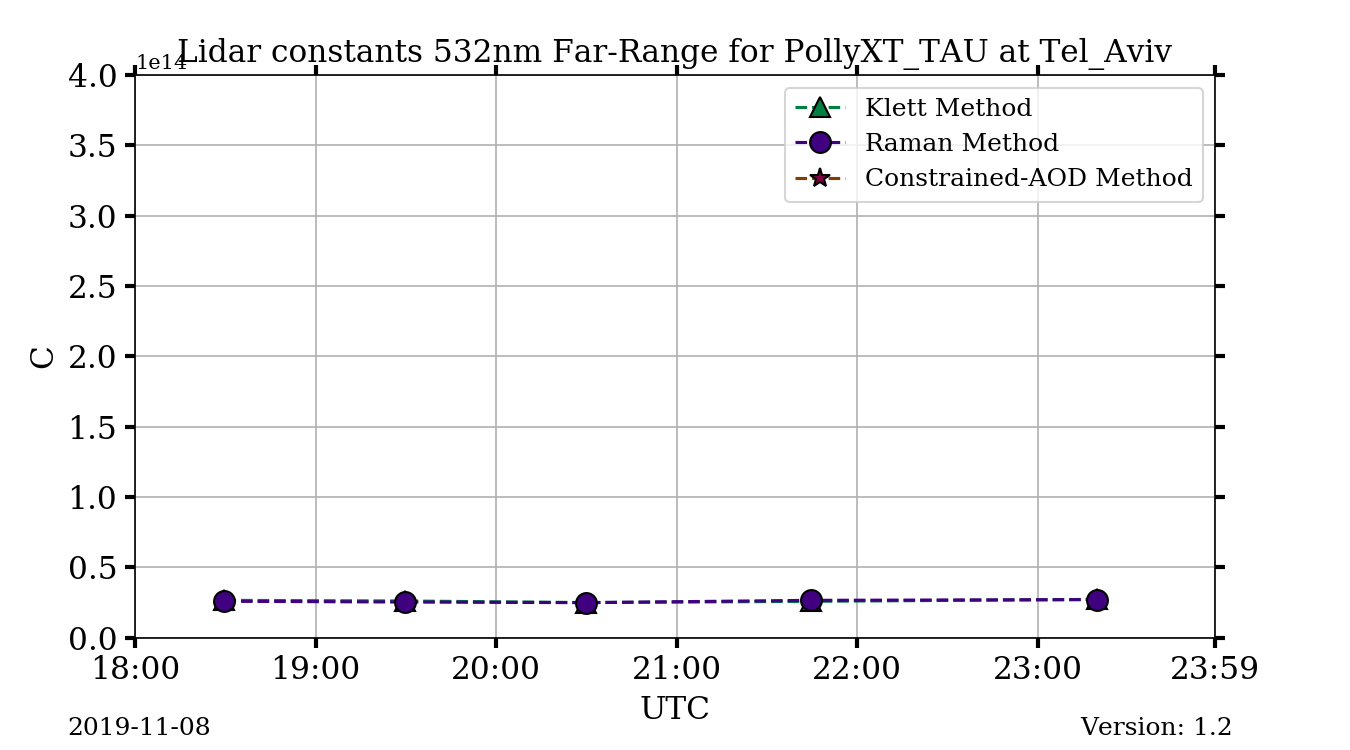 Lidar constants 532nm Far-Range for PollyXT_TAU at Tel_Aviv
1e14
4.0
3.5
3.0
2.5
2.0
1.5
1.0
0.5
0.0
C
Klett Method
Raman Method
Constrained-AOD Method
18:00 19:00 20:00 21:00 22:00 23:00 23:59
UTC
2019-11-08 Version: 1.2